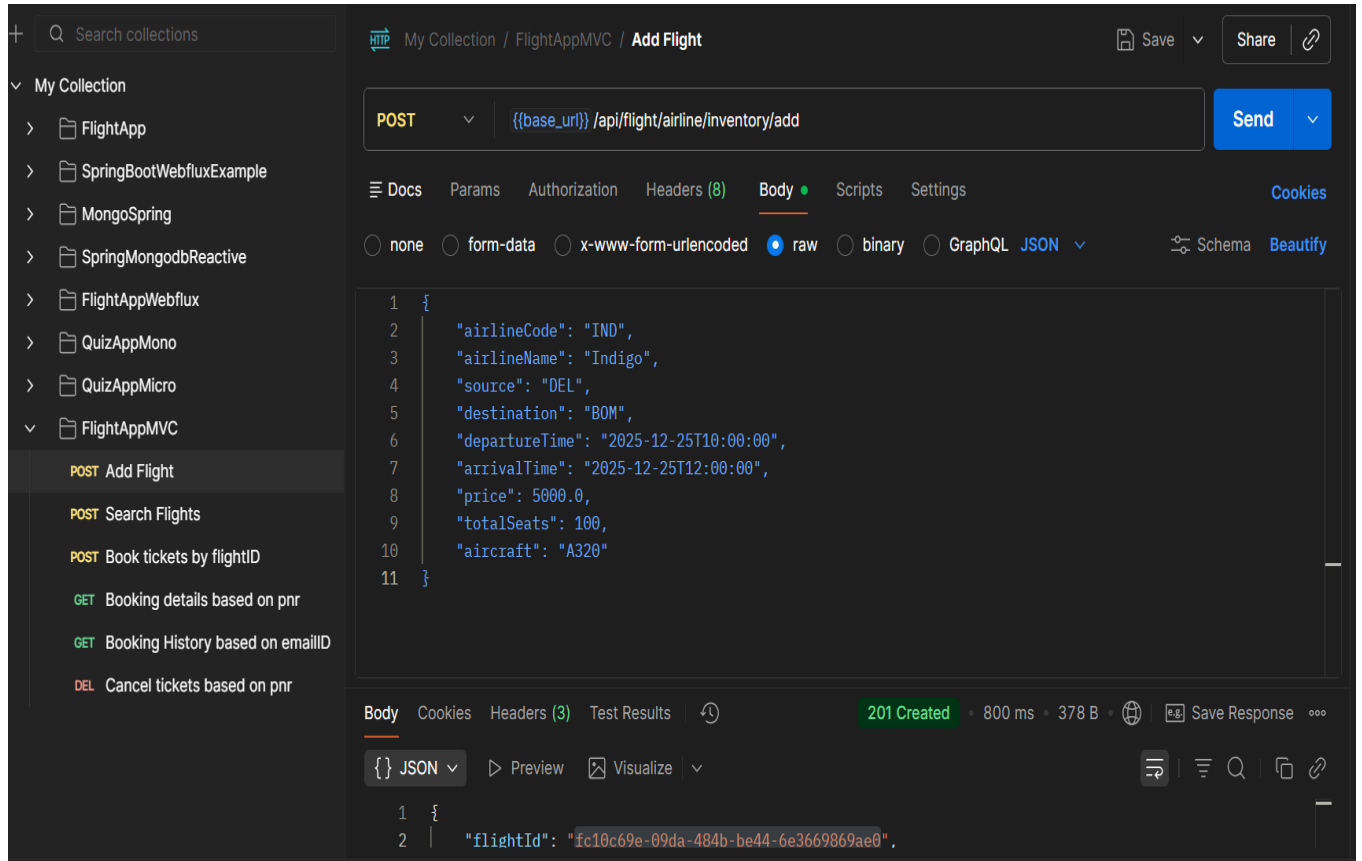 Search collections
My Collection
FlightApp
SpringBootWebfluxExample
MongoSpring
SpringMongodbReactive
FlightAppWebflux
QuizAppMono
QuizAppMicro
FlightAppMVC
POST Add Flight
POST Search Flights
POST Book tickets by flightID
GET Booking details based on pnr
GET Booking History based on emailID
DEL Cancel tickets based on pnr
HTTP My Collection / FlightAppMVC / Add Flight
Save Share
POST {{base_url}} /api/flight/airline/inventory/add Send
Docs Params Authorization Headers (8) Body Scripts Settings Cookies
none form-data x-www-form-urlencoded raw binary GraphQL JSON Schema Beautify
1 {
2 "airlineCode": "IND",
3 "airlineName": "Indigo",
4 "source": "DEL",
5 "destination": "BOM",
6 "departureTime": "2025-12-25T10:00:00",
7 "arrivalTime": "2025-12-25T12:00:00",
8 "price": 5000.0,
9 "totalSeats": 100,
10 "aircraft": "A320"
11 }
Body Cookies Headers (3) Test Results 201 Created • 800 ms • 378 B • e.g. Save Response
{} JSON Preview Visualize
1 {
2 "flightId": "fc10c69e-09da-484b-be44-6e3669869ae0",